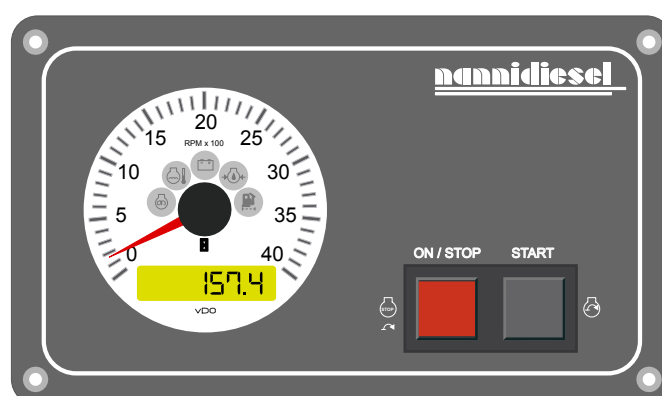 nannidiesel
20
15
25
RPM x 100
10
30
5
35
0
40
157.4
VDO
ON / STOP
START
STOP